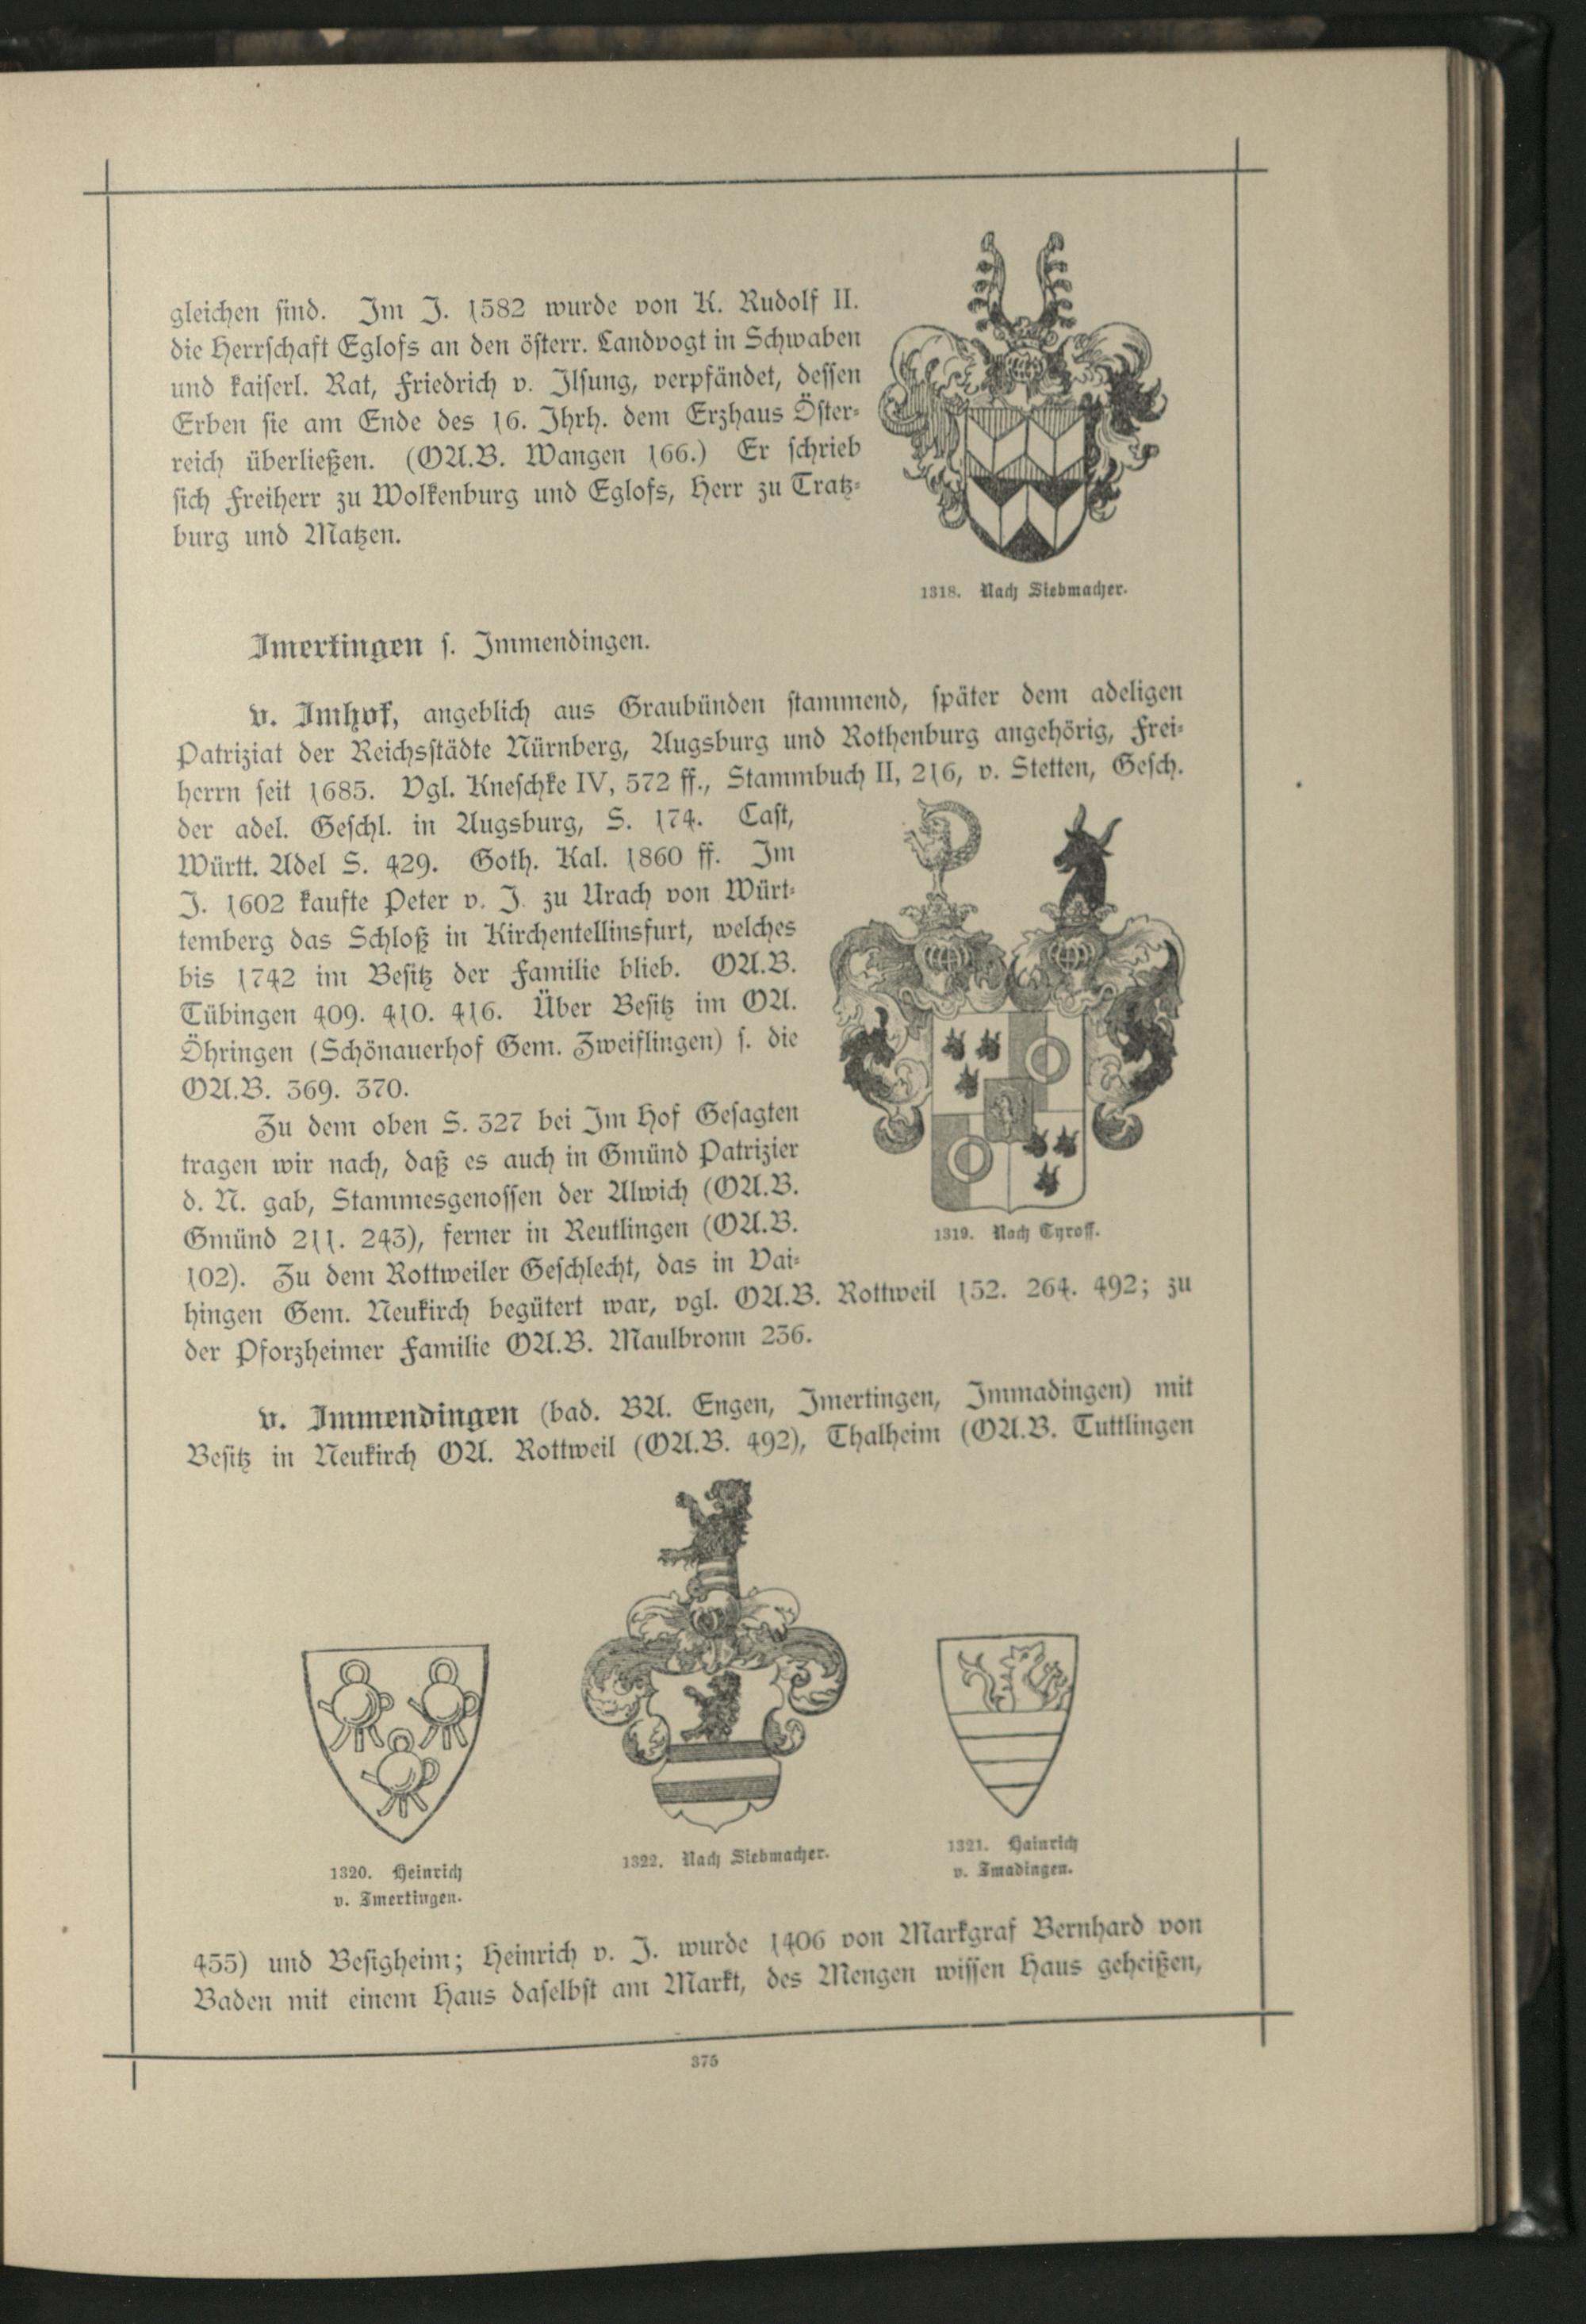 gleichen sind. Im J. 1582 wurde von K. Rudolf II.
die Herrschaft Eglofs an den österr. Landvogt in Schwaben
und kaiserl. Rat, Friedrich v. Ilsung, verpfändet, dessen
Erben sie am Ende des 16. Jhrh. dem Erzhaus Öster-
reich überließen. (OA.B. Wangen 166.) Er schrieb
sich Freiherr zu Wolkenburg und Eglofs, Herr zu Tratz-
burg und Matzen.
1318. Nach Siebmacher.
Imertingen s. Immendingen.
v. Imhof, angeblich aus Graubünden stammend, später dem adeligen
Patriziat der Reichsstädte Nürnberg, Augsburg und Rothenburg angehörig, Frei-
herrn seit 1685. Vgl. Kneschke IV, 572 ff., Stammbuch II, 216, v. Stetten, Gesch.
der adel. Geschl. in Augsburg, S. 174. Cast,
Württ. Adel S. 429. Goth. Kal. 1860 ff. Im
J. 1602 kaufte Peter v. J. zu Urach von Würt-
temberg das Schloß in Kirchentellinsfurt, welches
bis 1742 im Besitz der Familie blieb. OA.B.
Tübingen 409. 410. 416. Über Besitz im OA.
Öhringen (Schönauerhof Gem. Zweiflingen) s. die
OA.B. 369. 370.
Zu dem oben S. 327 bei Im Hof Gesagten
tragen wir nach, daß es auch in Gmünd Patrizier
d. N. gab, Stammesgenossen der Alwich (OA.B.
Gmünd 211. 243), ferner in Reutlingen (OA.B.
102). Zu dem Rottweiler Geschlecht, das in Vai-
1319. Nach Tyroff.
hingen Gem. Neukirch begütert war, vgl. OA.B. Rottweil 152. 264. 492; zu
der Pforzheimer Familie OA.B. Maulbronn 236.
v. Immendingen (bad. BA. Engen, Imertingen, Immadingen) mit
Besitz in Neukirch OA. Rottweil (OA.B. 492), Thalheim (OA.B. Tuttlingen
1320. Heinrich
v. Imertingen.
1322. Nach Siebmacher.
1321. Hainrich
v. Imadingen.
455) und Besigheim; Heinrich v. J. wurde 1406 von Markgraf Bernhard von
Baden mit einem Haus daselbst am Markt, des Mengen wissen Haus geheißen,
375